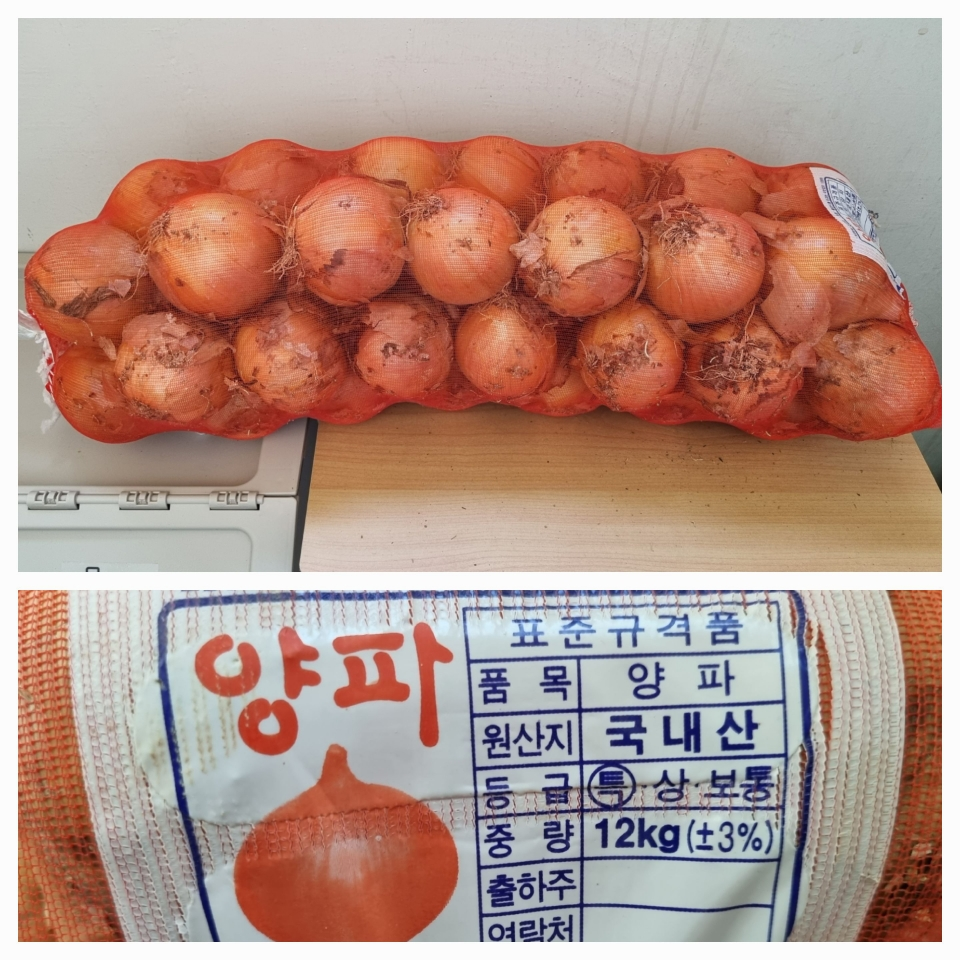 양파
표준규격품
품목 양파
원산지 국내산
등급 특 상 보통
중량 12kg (±3%)
출하주
연락처